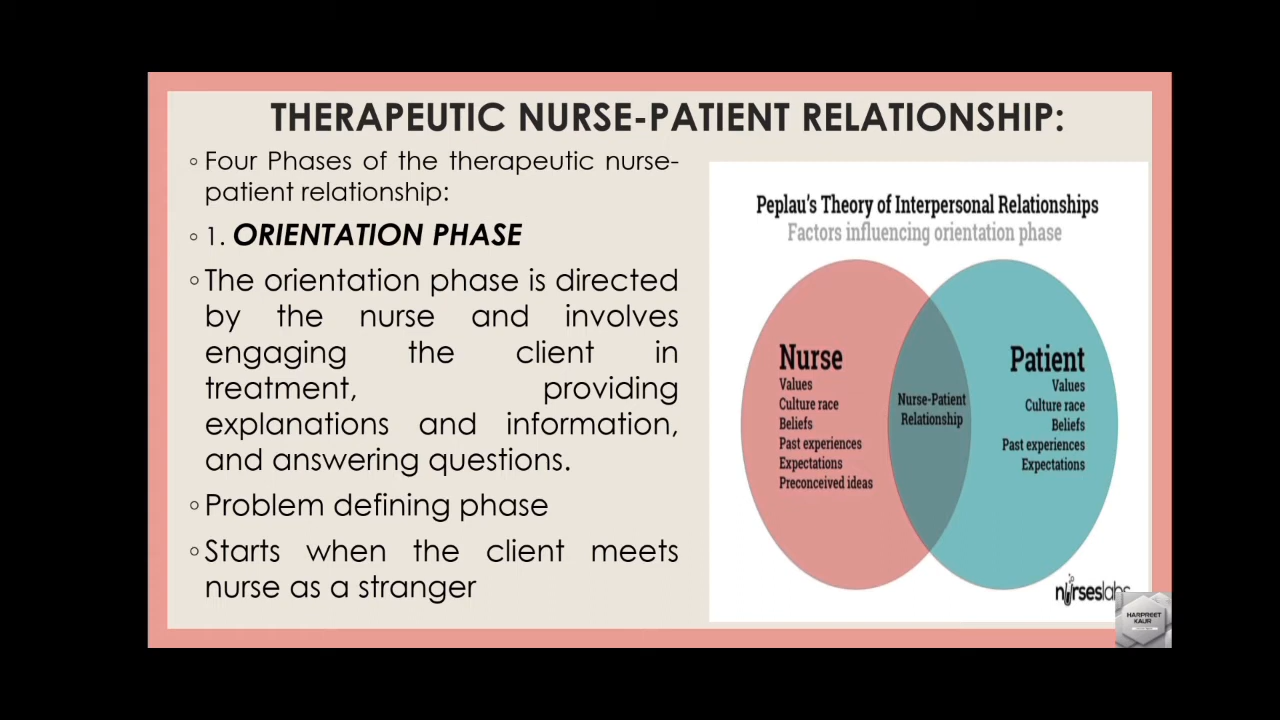 THERAPEUTIC NURSE-PATIENT RELATIONSHIP:
◦ Four Phases of the therapeutic nurse-
patient relationship:
◦ 1. ORIENTATION PHASE
◦ The orientation phase is directed
by the nurse and involves
engaging the client in
treatment, providing
explanations and information,
and answering questions.
◦ Problem defining phase
◦ Starts when the client meets
nurse as a stranger
Peplau's Theory of Interpersonal Relationships
Factors influencing orientation phase
Nurse
Values
Culture race
Beliefs
Past experiences
Expectations
Preconceived ideas
Nurse-Patient
Relationship
Patient
Values
Culture race
Beliefs
Past experiences
Expectations
nurseslabs
HARPREET
KAUR